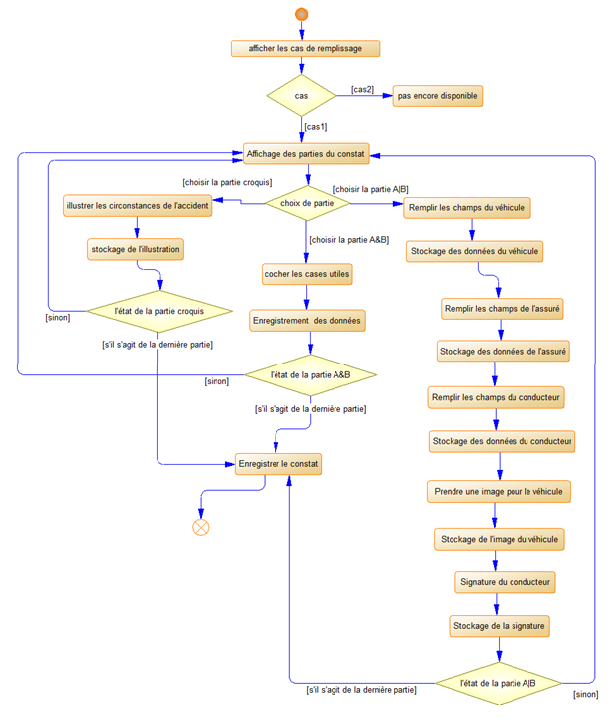 afficher les cas de remplissage
cas
[cas2]
pas encore disponible
[cas1]
Affichage des parties du constat
[choisir la partie croquis]
choix de partie
[choisir la partie A|B]
illustrer les circonstances de l'accident
Remplir les champs du véhicule
[choisir la partie A&B]
stockage de l'illustration
Stockage des données du véhicule
cocher les cases utiles
l'état de la partie croquis
Remplir les champs de l'assuré
[sinon]
Enregistrement des données
[s'il s'agit de la dernière partie]
Stockage des données de l'assuré
l'état de la partie A&B
[sinon]
Remplir les champs du conducteur
[s'il s'agit de la dernière partie]
Stockage des données du conducteur
Enregistrer le constat
Prendre une image pour le véhicule
Stockage de l'image du véhicule
Signature du conducteur
Stockage de la signature
l'état de la partie A|B
[s'il s'agit de la dernière partie]
[sinon]